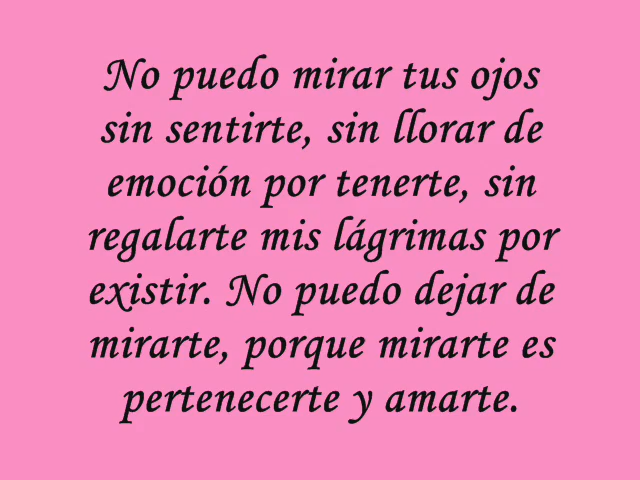 No puedo mirar tus ojos
sin sentirte, sin llorar de
emoción por tenerte, sin
regalarte mis lágrimas por
existir. No puedo dejar de
mirarte, porque mirarte es
pertenecerte y amarte.